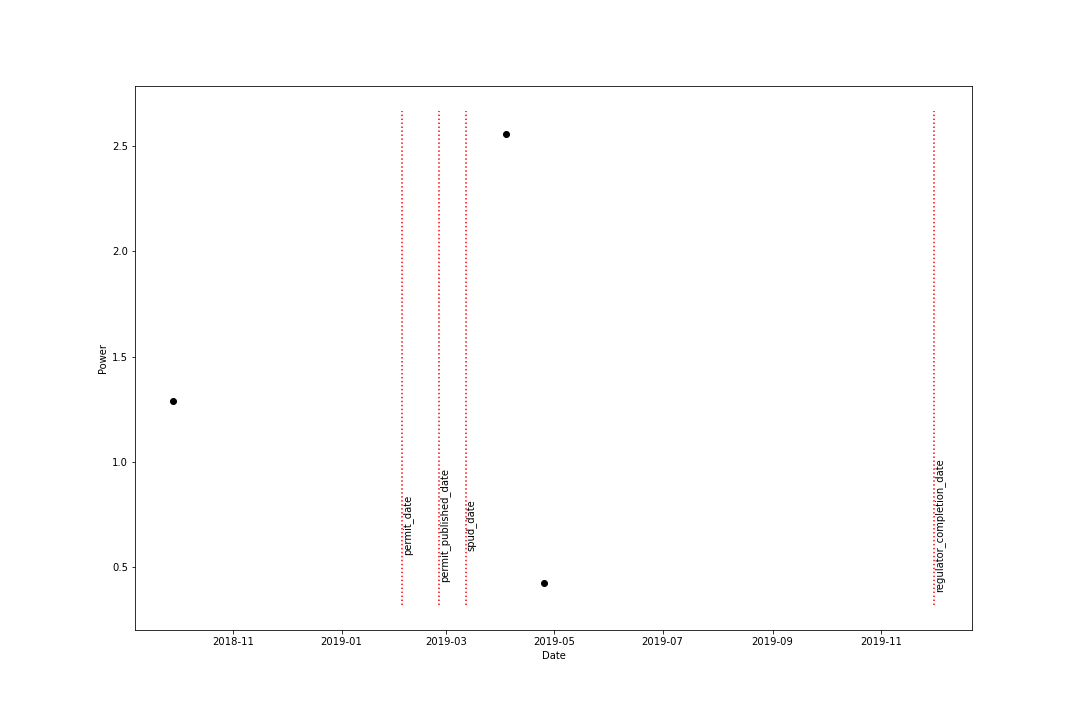 2.5
2.0
1.5
1.0
0.5
Power
permit_date
permit_published_date
spud_date
regulator_completion_date
2018-11 2019-01 2019-03 2019-05 2019-07 2019-09 2019-11
Date